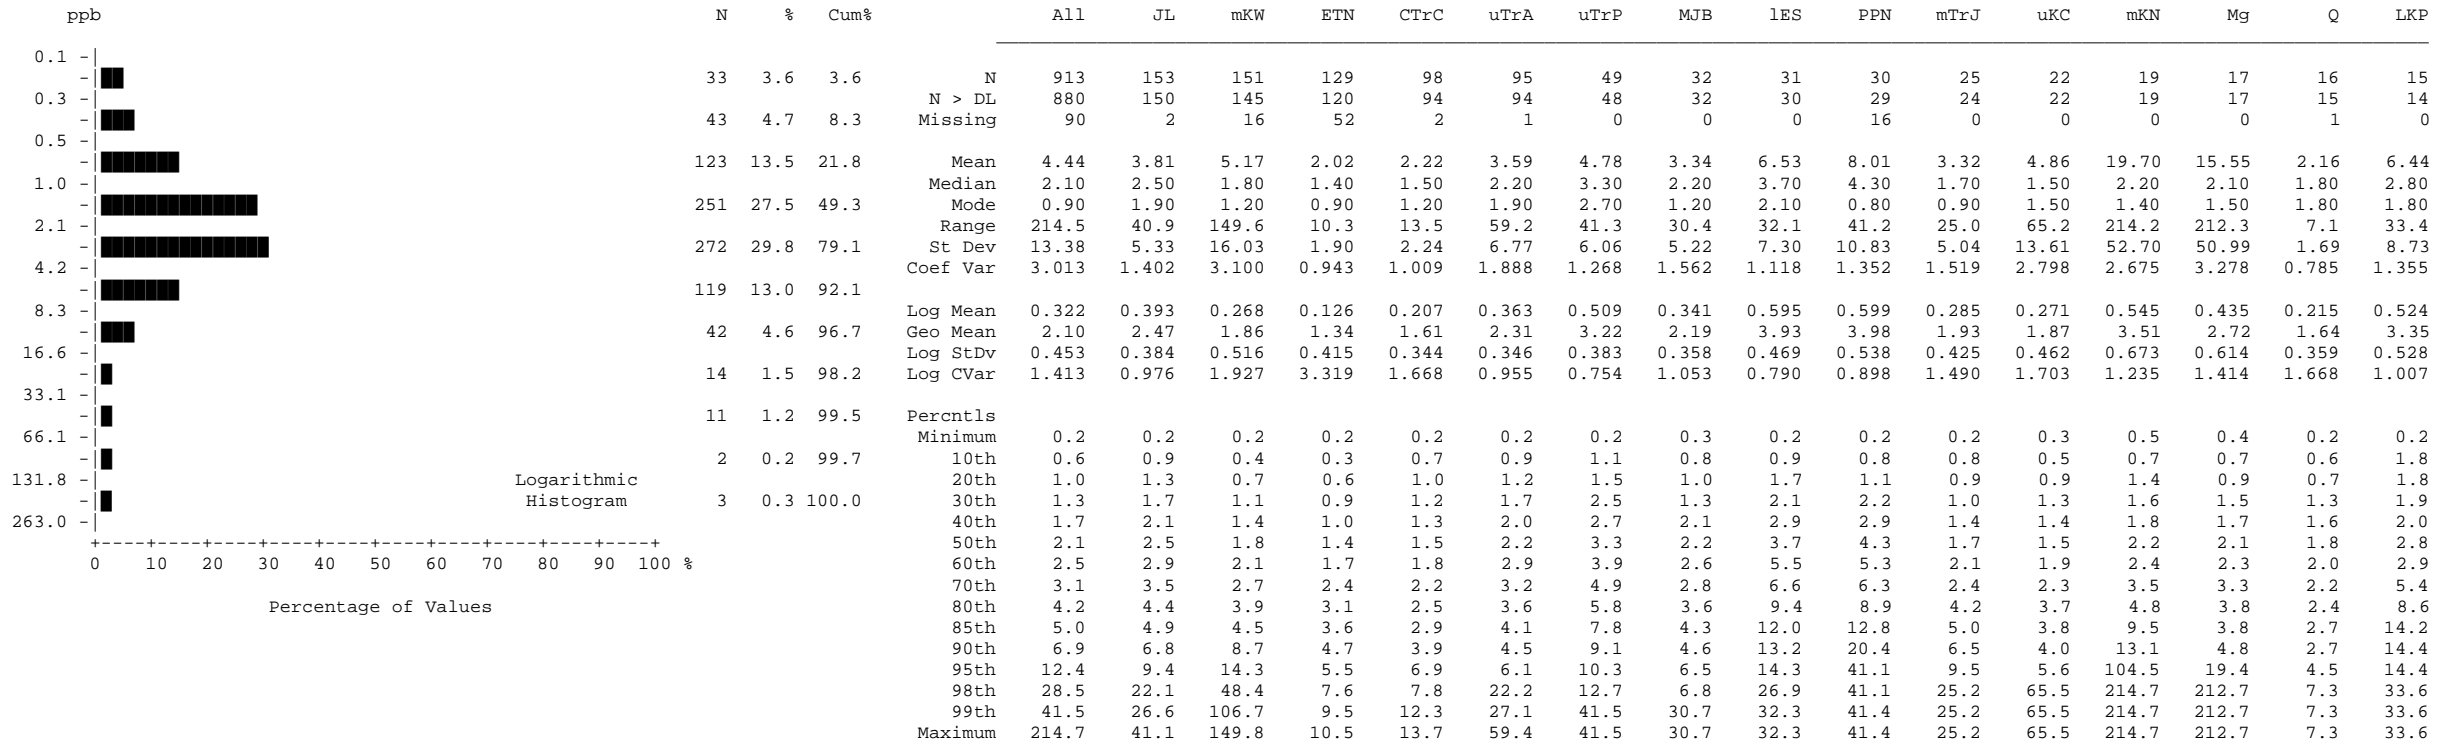 ppb N % Cum% All JL mKW ETN CTrC uTrA uTrP MJB lES PPN mTrJ uKC mKN Mg Q LKP
0.1
33 3.6 3.6 N 913 153 151 129 98 95 49 32 31 30 25 22 19 17 16 15
0.3 N > DL 880 150 145 120 94 94 48 32 30 29 24 22 19 17 15 14
43 4.7 8.3 Missing 90 2 16 52 2 1 0 0 0 16 0 0 0 0 1 0
0.5
123 13.5 21.8 Mean 4.44 3.81 5.17 2.02 2.22 3.59 4.78 3.34 6.53 8.01 3.32 4.86 19.70 15.55 2.16 6.44
1.0 Median 2.10 2.50 1.80 1.40 1.50 2.20 3.30 2.20 3.70 4.30 1.70 1.50 2.20 2.10 1.80 2.80
251 27.5 49.3 Mode 0.90 1.90 1.20 0.90 1.20 1.90 2.70 1.20 2.10 0.80 0.90 1.50 1.40 1.50 1.80 1.80
2.1 Range 214.5 40.9 149.6 10.3 13.5 59.2 41.3 30.4 32.1 41.2 25.0 65.2 214.2 212.3 7.1 33.4
272 29.8 79.1 St Dev 13.38 5.33 16.03 1.90 2.24 6.77 6.06 5.22 7.30 10.83 5.04 13.61 52.70 50.99 1.69 8.73
4.2 Coef Var 3.013 1.402 3.100 0.943 1.009 1.888 1.268 1.562 1.118 1.352 1.519 2.798 2.675 3.278 0.785 1.355
119 13.0 92.1
8.3 Log Mean 0.322 0.393 0.268 0.126 0.207 0.363 0.509 0.341 0.595 0.599 0.285 0.271 0.545 0.435 0.215 0.524
42 4.6 96.7 Geo Mean 2.10 2.47 1.86 1.34 1.61 2.31 3.22 2.19 3.93 3.98 1.93 1.87 3.51 2.72 1.64 3.35
16.6 Log StDv 0.453 0.384 0.516 0.415 0.344 0.346 0.383 0.358 0.469 0.538 0.425 0.462 0.673 0.614 0.359 0.528
14 1.5 98.2 Log CVar 1.413 0.976 1.927 3.319 1.668 0.955 0.754 1.053 0.790 0.898 1.490 1.703 1.235 1.414 1.668 1.007
33.1
11 1.2 99.5 Percntls
66.1 Minimum 0.2 0.2 0.2 0.2 0.2 0.2 0.2 0.3 0.2 0.2 0.2 0.3 0.5 0.4 0.2 0.2
2 0.2 99.7 10th 0.6 0.9 0.4 0.3 0.7 0.9 1.1 0.8 0.9 0.8 0.8 0.5 0.7 0.7 0.6 1.8
131.8 Logarithmic 20th 1.0 1.3 0.7 0.6 1.0 1.2 1.5 1.0 1.7 1.1 0.9 0.9 1.4 0.9 0.7 1.8
Histogram 3 0.3 100.0 30th 1.3 1.7 1.1 0.9 1.2 1.7 2.5 1.3 2.1 2.2 1.0 1.3 1.6 1.5 1.3 1.9
263.0 40th 1.7 2.1 1.4 1.0 1.3 2.0 2.7 2.1 2.9 2.9 1.4 1.4 1.8 1.7 1.6 2.0
50th 2.1 2.5 1.8 1.4 1.5 2.2 3.3 2.2 3.7 4.3 1.7 1.5 2.2 2.1 1.8 2.8
0 10 20 30 40 50 60 70 80 90 100 % 60th 2.5 2.9 2.1 1.7 1.8 2.9 3.9 2.6 5.5 5.3 2.1 1.9 2.4 2.3 2.0 2.9
70th 3.1 3.5 2.7 2.4 2.2 3.2 4.9 2.8 6.6 6.3 2.4 2.3 3.5 3.3 2.2 5.4
Percentage of Values 80th 4.2 4.4 3.9 3.1 2.5 3.6 5.8 3.6 9.4 8.9 4.2 3.7 4.8 3.8 2.4 8.6
85th 5.0 4.9 4.5 3.6 2.9 4.1 7.8 4.3 12.0 12.8 5.0 3.8 9.5 3.8 2.7 14.2
90th 6.9 6.8 8.7 4.7 3.9 4.5 9.1 4.6 13.2 20.4 6.5 4.0 13.1 4.8 2.7 14.4
95th 12.4 9.4 14.3 5.5 6.9 6.1 10.3 6.5 14.3 41.1 9.5 5.6 104.5 19.4 4.5 14.4
98th 28.5 22.1 48.4 7.6 7.8 22.2 12.7 6.8 26.9 41.1 25.2 65.5 214.7 212.7 7.3 33.6
99th 41.5 26.6 106.7 9.5 12.3 27.1 41.5 30.7 32.3 41.4 25.2 65.5 214.7 212.7 7.3 33.6
Maximum 214.7 41.1 149.8 10.5 13.7 59.4 41.5 30.7 32.3 41.4 25.2 65.5 214.7 212.7 7.3 33.6